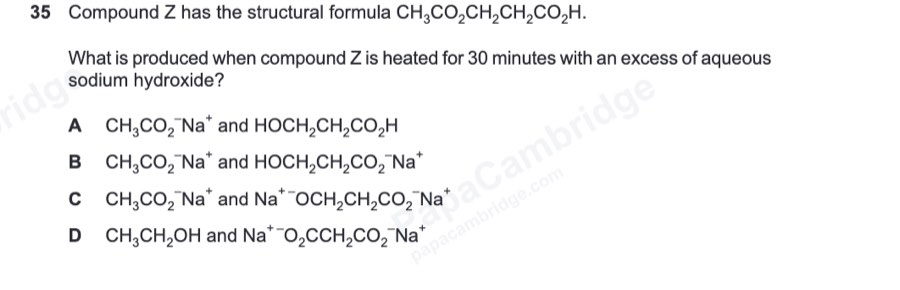 35 Compound Z has the structural formula CH₃CO₂CH₂CH₂CO₂H.
What is produced when compound Z is heated for 30 minutes with an excess of aqueous
sodium hydroxide?
A CH₃CO₂⁻Na⁺ and HOCH₂CH₂CO₂H
B CH₃CO₂⁻Na⁺ and HOCH₂CH₂CO₂⁻Na⁺
C CH₃CO₂⁻Na⁺ and Na⁺⁻OCH₂CH₂CO₂⁻Na⁺
D CH₃CH₂OH and Na⁺⁻O₂CCH₂CO₂⁻Na⁺
ridge
PapaCambridge
papacambridge.com